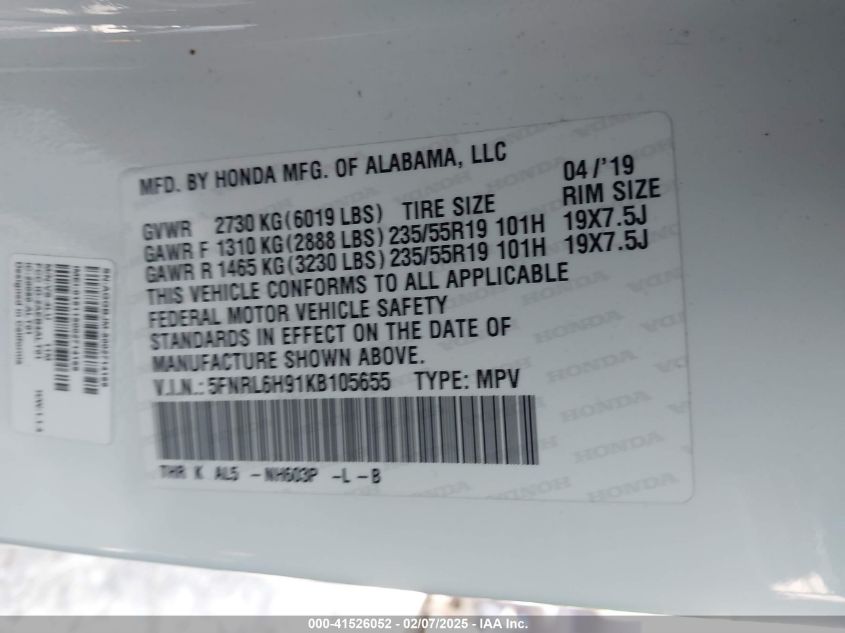 MFD. BY HONDA MFG. OF ALABAMA, LLC 04/'19
GVWR 2730 KG(6019 LBS) TIRE SIZE RIM SIZE
GAWR F 1310 KG(2888 LBS) 235/55R19 101H 19X7.5J
GAWR R 1465 KG(3230 LBS) 235/55R19 101H 19X7.5J
THIS VEHICLE CONFORMS TO ALL APPLICABLE
FEDERAL MOTOR VEHICLE SAFETY
STANDARDS IN EFFECT ON THE DATE OF
MANUFACTURE SHOWN ABOVE.
V.I.N.: 5FNRL6H91KB105655 TYPE: MPV
THR K AL5 -NH603P -L -B
Designed in California
000-41526052 - 02/07/2025 - IAA Inc.